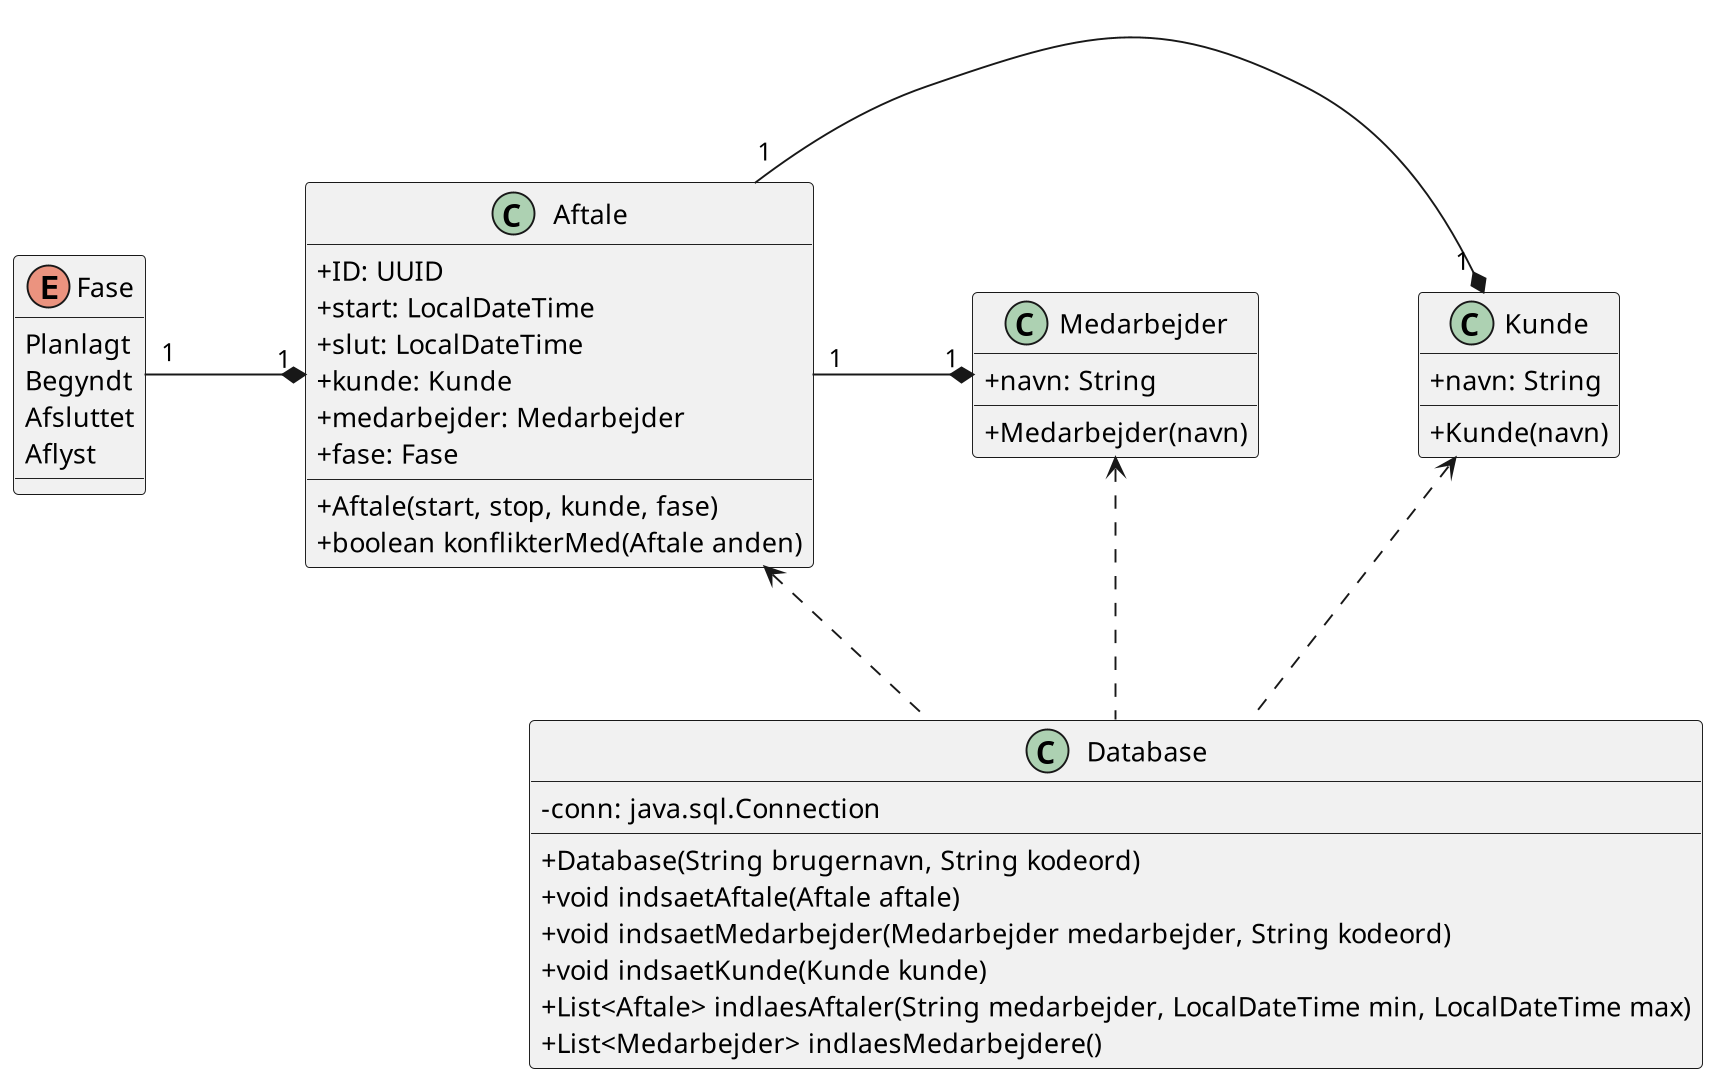 E Fase
Planlagt
Begyndt
Afsluttet
Aflyst
1
1
C Aftale
+ID: UUID
+start: LocalDateTime
+slut: LocalDateTime
+kunde: Kunde
+medarbejder: Medarbejder
+fase: Fase
+Aftale(start, stop, kunde, fase)
+boolean konflikterMed(Aftale anden)
1
1
1
1
C Medarbejder
+navn: String
+Medarbejder(navn)
C Kunde
+navn: String
+Kunde(navn)
C Database
-conn: java.sql.Connection
+Database(String brugernavn, String kodeord)
+void indsaetAftale(Aftale aftale)
+void indsaetMedarbejder(Medarbejder medarbejder, String kodeord)
+void indsaetKunde(Kunde kunde)
+List<Aftale> indlaesAftaler(String medarbejder, LocalDateTime min, LocalDateTime max)
+List<Medarbejder> indlaesMedarbejdere()